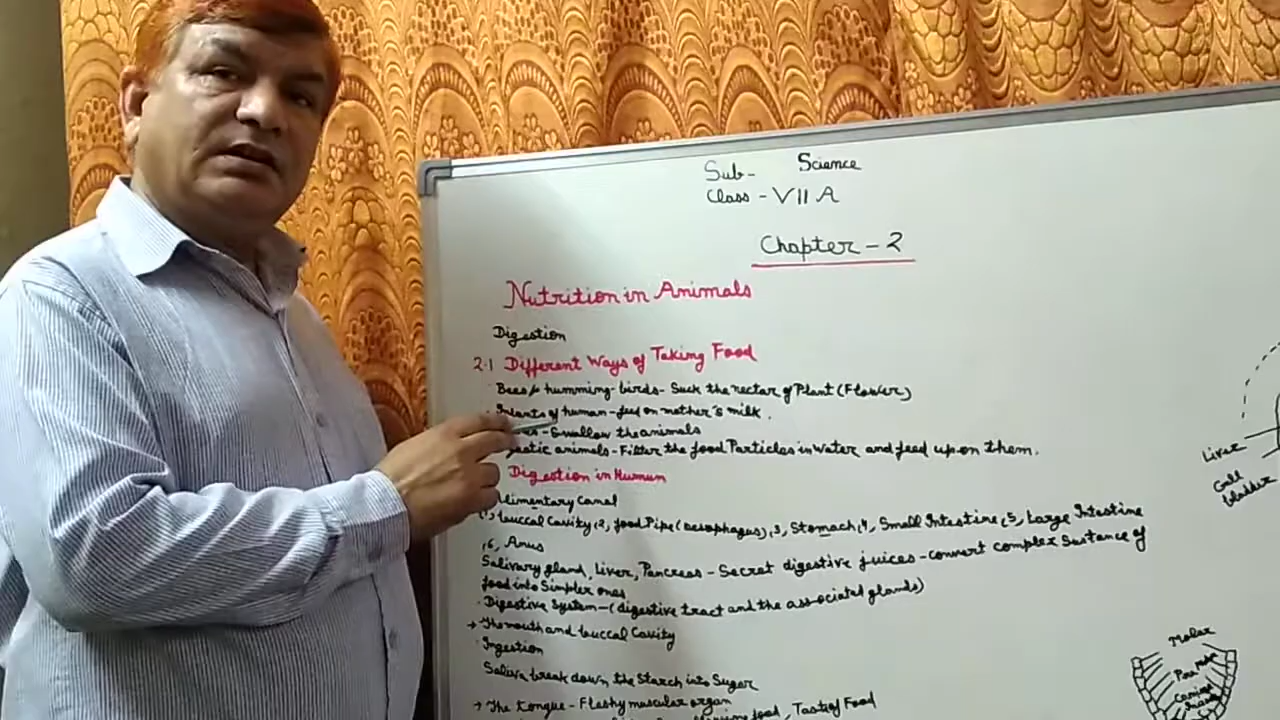 Sub- Science
Class - VII A
Chapter - 2
Nutrition in Animals
Digestion
2.1 Different Ways of Taking Food
Bees & humming-birds- Suck the nectar of Plant (Flower)
Infants of human - feed on mother's milk.
- Swallow the animals
animals - Filter the food Particles in water and feed upon them.
Digestion in Human
limentary Canal
buccal Cavity, 2, food Pipe (oesophagus), 3, Stomach, 4, Small Intestine, 5, Large Intestine
, 6, Anus
Salivary gland, Liver, Pancreas - Secret digestive juices - convert complex Sustance of
food into Simpler ones
Digestive System - (digestive tract and the associated glands)
→ The mouth and buccal Cavity
Ingestion
Saliva break down the Starch into Sugar
→ The tongue - Fleshy muscular organ
food, Taste of Food
Liver
Gall
bladder
Molar